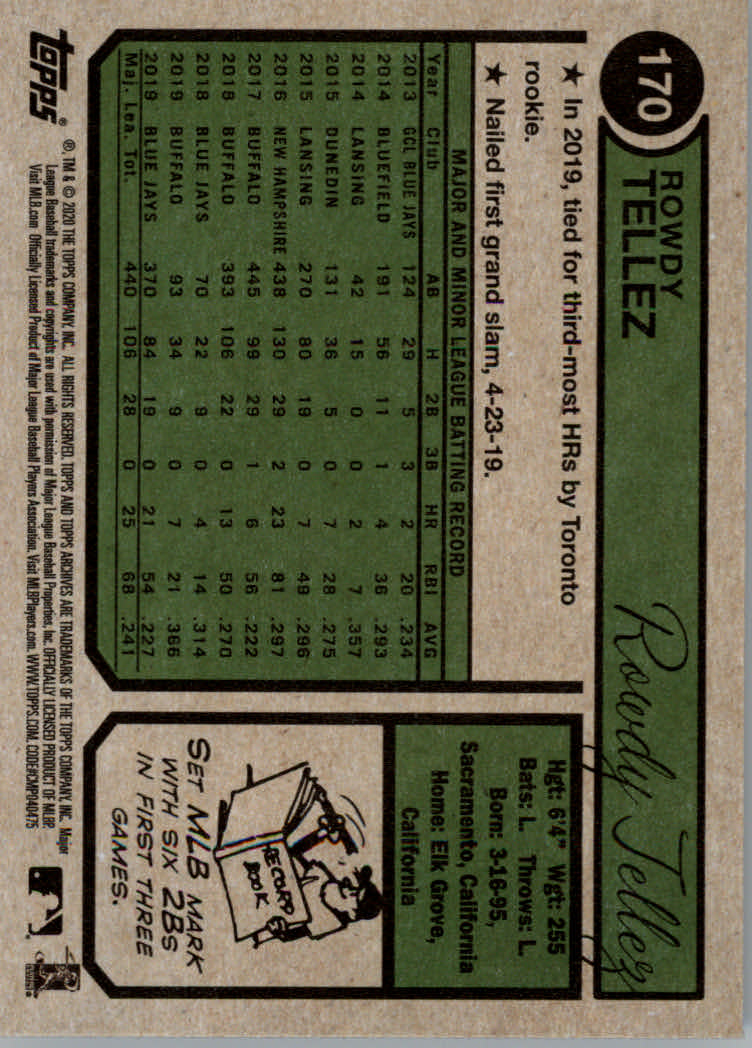 170
ROWDY
TELLEZ
Rowdy Tellez
★ In 2019, tied for third-most HRs by Toronto
rookie.
★ Nailed first grand slam, 4-23-19.
MAJOR AND MINOR LEAGUE BATTING RECORD
Year Club AB H 2B 3B HR RBI AVG
2013 GCL BLUE JAYS 124 29 5 3 2 20 .234
2014 BLUEFIELD 191 56 11 1 4 36 .293
2014 LANSING 42 15 0 0 2 7 .357
2015 DUNEDIN 131 36 5 0 7 28 .275
2015 LANSING 270 80 19 0 7 49 .296
2016 NEW HAMPSHIRE 438 130 29 2 23 81 .297
2017 BUFFALO 445 99 29 1 6 56 .222
2018 BUFFALO 393 106 22 0 13 50 .270
2018 BLUE JAYS 70 22 9 0 4 14 .314
2019 BUFFALO 93 34 9 0 7 21 .366
2019 BLUE JAYS 370 84 19 0 21 54 .227
Maj. Lea. Tot. 440 106 28 0 25 68 .241
Hgt: 6'4" Wgt: 255
Bats: L. Throws: L.
Born: 3-16-95,
Sacramento, California
Home: Elk Grove,
California
RECORD
BOOK
SET MLB MARK
WITH SIX 2BS
IN FIRST THREE
GAMES.
topps®
®, TM & © 2020 THE TOPPS COMPANY, INC. ALL RIGHTS RESERVED. TOPPS AND TOPPS ARCHIVES ARE TRADEMARKS OF THE TOPPS COMPANY, INC. Major
League Baseball trademarks and copyrights are used with permission of Major League Baseball Properties, Inc. OFFICIALLY LICENSED PRODUCT OF MLBP.
Visit MLB.com Officially Licensed Product of Major League Baseball Players Association. Visit MLBPlayers.com. WWW.TOPPS.COM. CODE#CMP040475